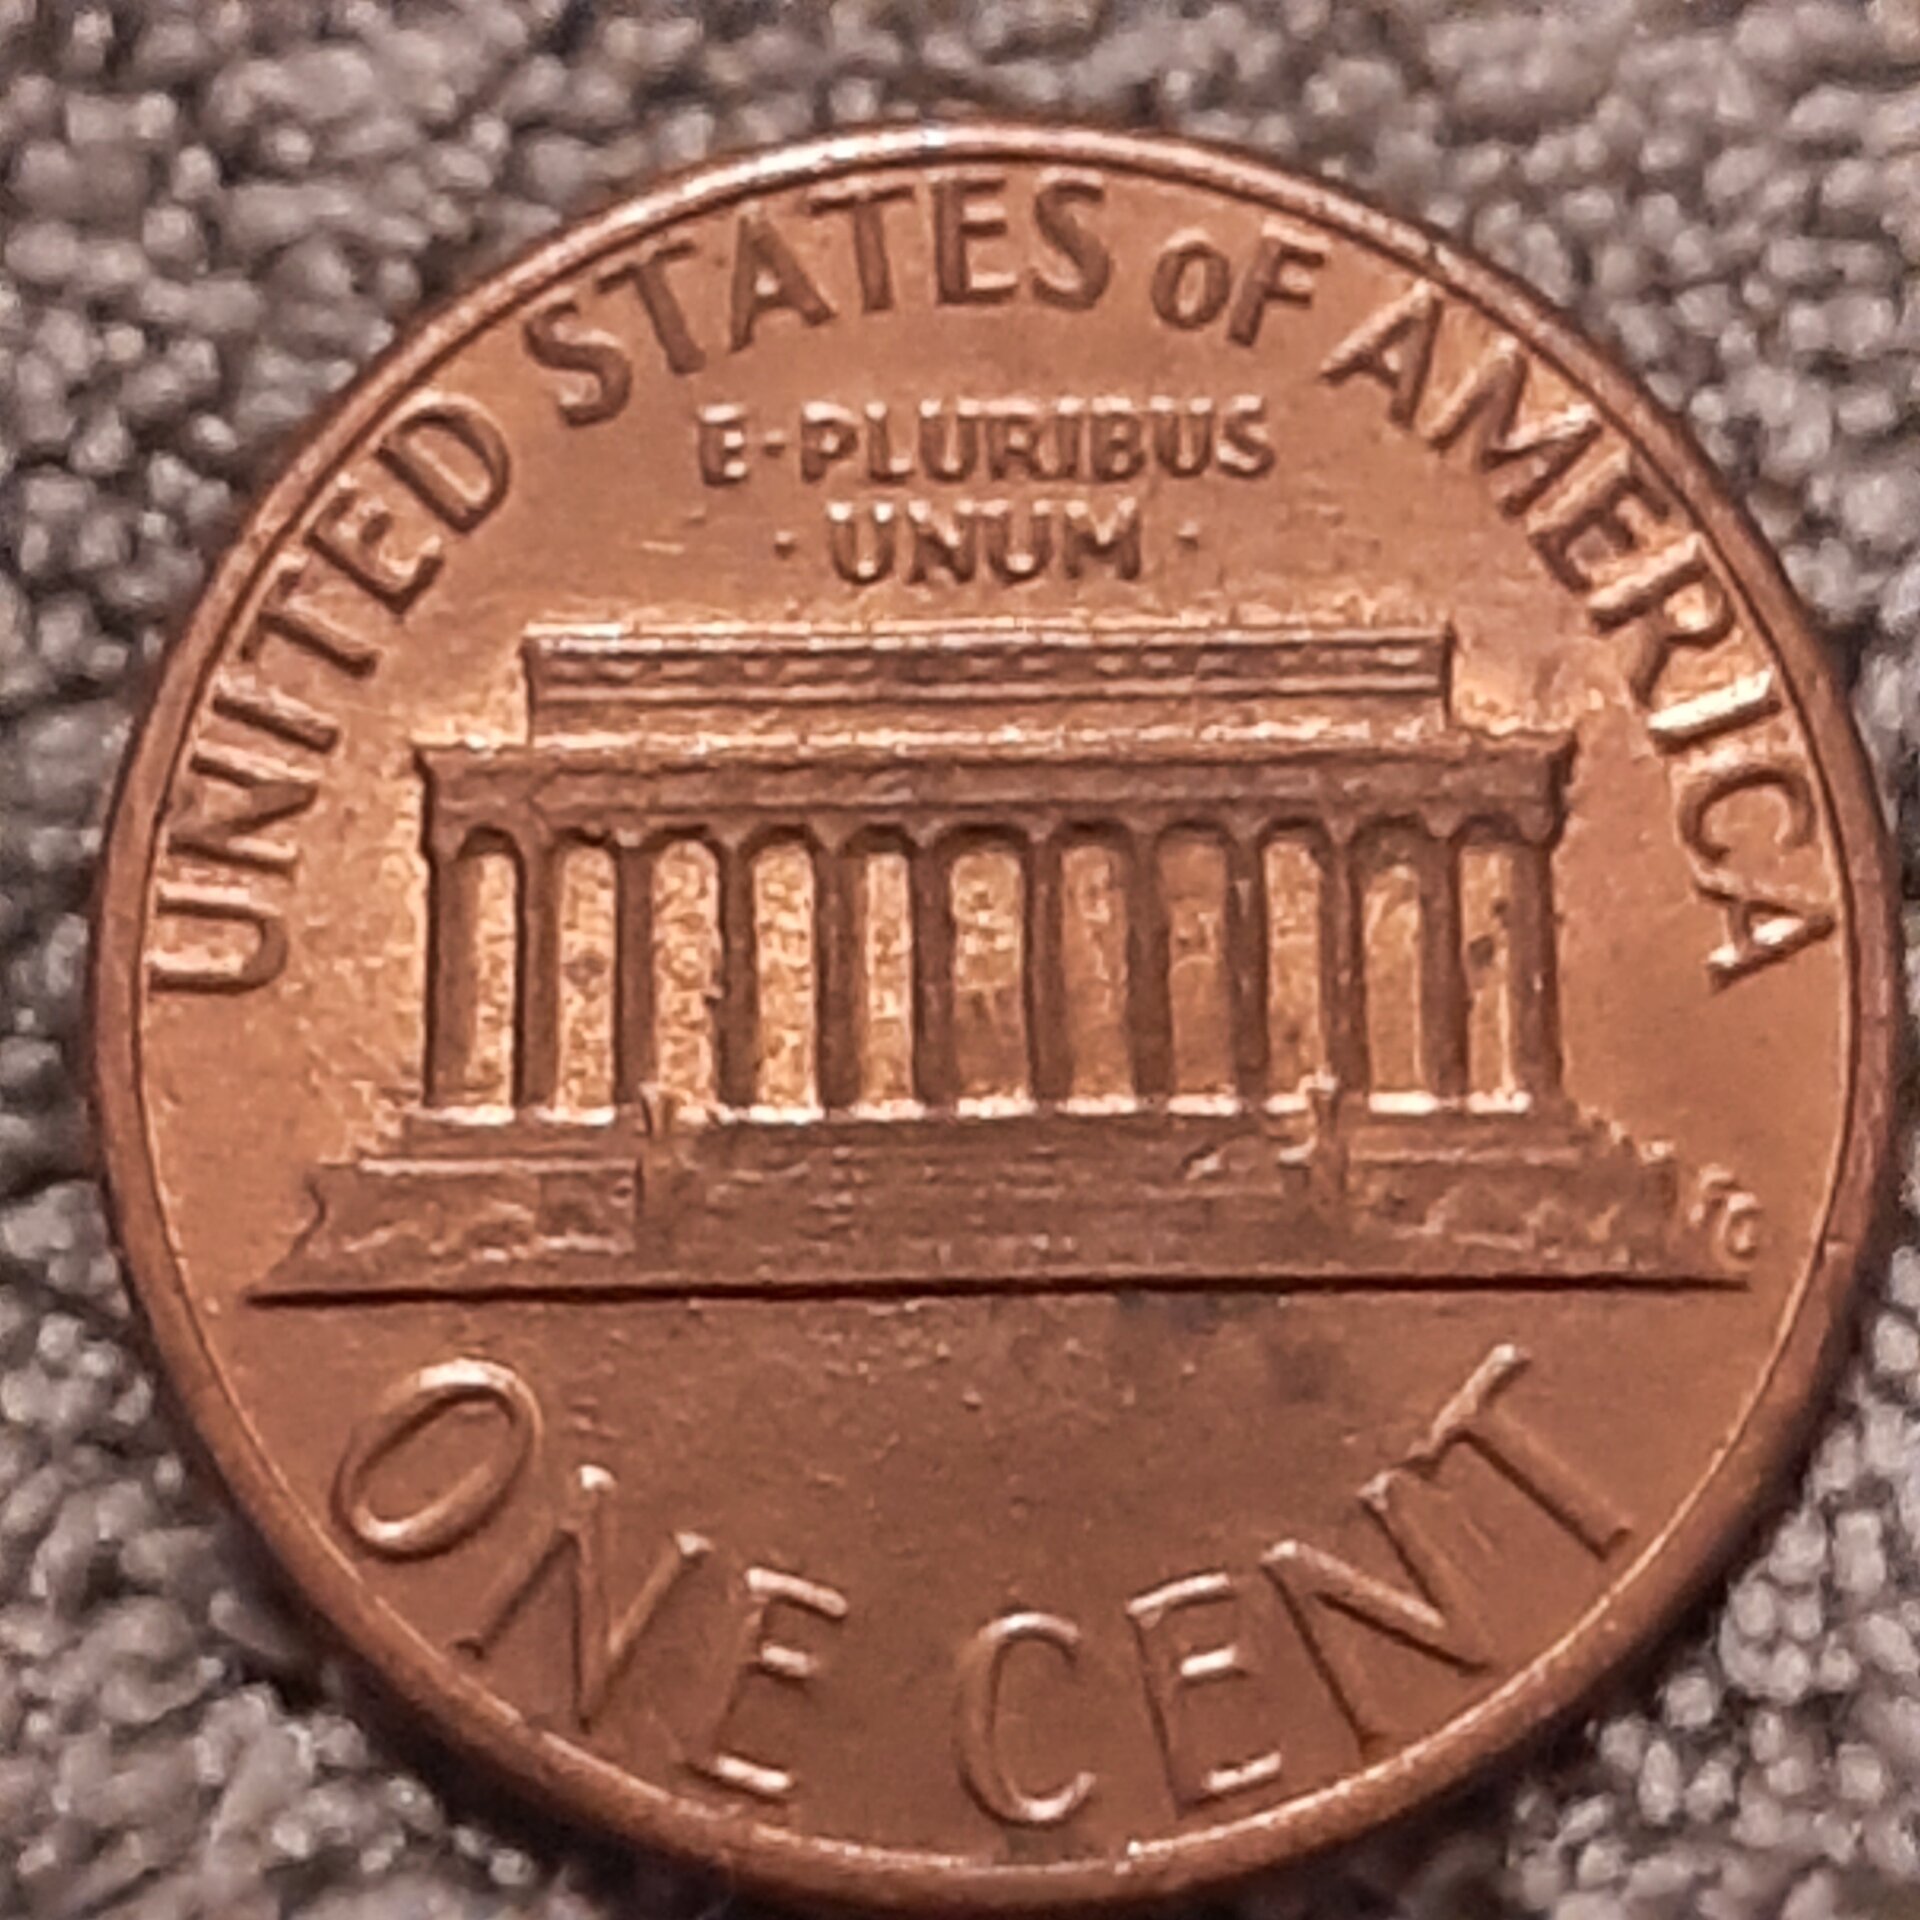 UNITED STATES OF AMERICA
E·PLURIBUS
· UNUM ·
FG
ONE CENT